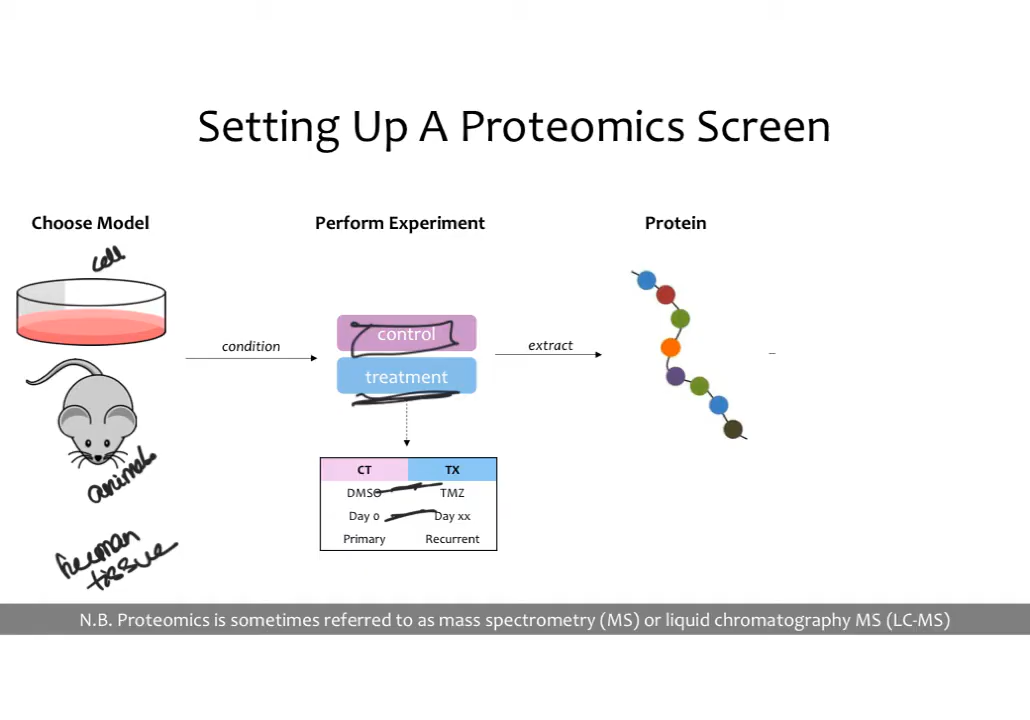 Setting Up A Proteomics Screen
Choose Model
Perform Experiment
Protein
cell
condition
control
treatment
extract
animal
human
tissue
CT TX
DMSO TMZ
Day 0 Day xx
Primary Recurrent
N.B. Proteomics is sometimes referred to as mass spectrometry (MS) or liquid chromatography MS (LC-MS)